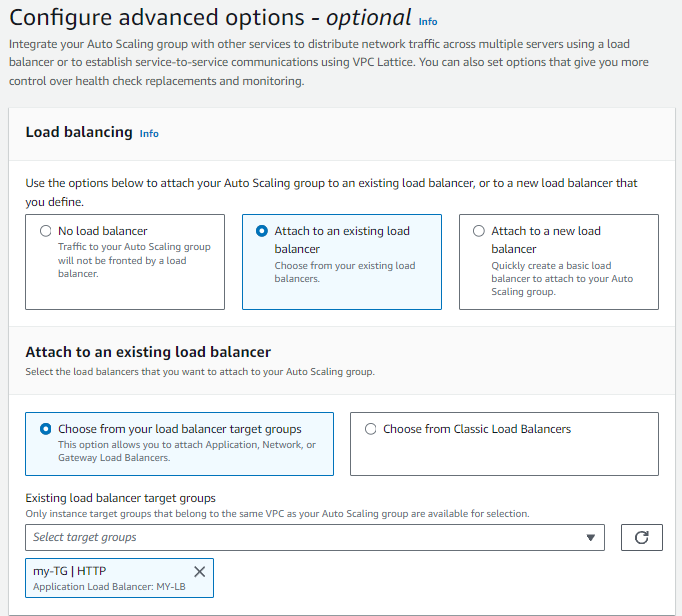 Configure advanced options - optional Info
Integrate your Auto Scaling group with other services to distribute network traffic across multiple servers using a load
balancer or to establish service-to-service communications using VPC Lattice. You can also set options that give you more
control over health check replacements and monitoring.
Load balancing Info
Use the options below to attach your Auto Scaling group to an existing load balancer, or to a new load balancer that
you define.
No load balancer
Traffic to your Auto Scaling group
will not be fronted by a load
balancer.
Attach to an existing load
balancer
Choose from your existing load
balancers.
Attach to a new load
balancer
Quickly create a basic load
balancer to attach to your Auto
Scaling group.
Attach to an existing load balancer
Select the load balancers that you want to attach to your Auto Scaling group.
Choose from your load balancer target groups
This option allows you to attach Application, Network, or
Gateway Load Balancers.
Choose from Classic Load Balancers
Existing load balancer target groups
Only instance target groups that belong to the same VPC as your Auto Scaling group are available for selection.
Select target groups
my-TG | HTTP
Application Load Balancer: MY-LB